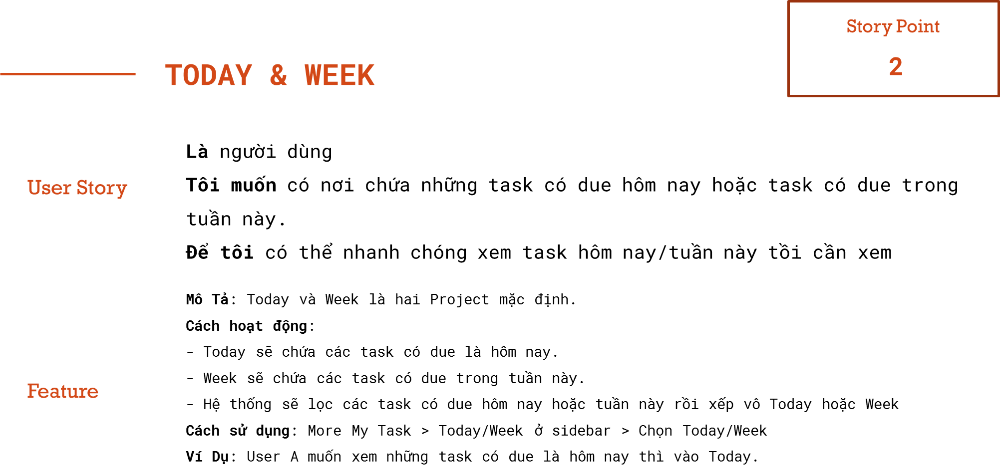 Story Point
2
TODAY & WEEK
User Story
Là người dùng
Tôi muốn có nơi chứa những task có due hôm nay hoặc task có due trong
tuần này.
Để tôi có thể nhanh chóng xem task hôm nay/tuần này tồi cần xem
Feature
Mô Tả: Today và Week là hai Project mặc định.
Cách hoạt động:
- Today sẽ chứa các task có due là hôm nay.
- Week sẽ chứa các task có due trong tuần này.
- Hệ thống sẽ lọc các task có due hôm nay hoặc tuần này rồi xếp vô Today hoặc Week
Cách sử dụng: More My Task > Today/Week ở sidebar > Chọn Today/Week
Ví Dụ: User A muốn xem những task có due là hôm nay thì vào Today.